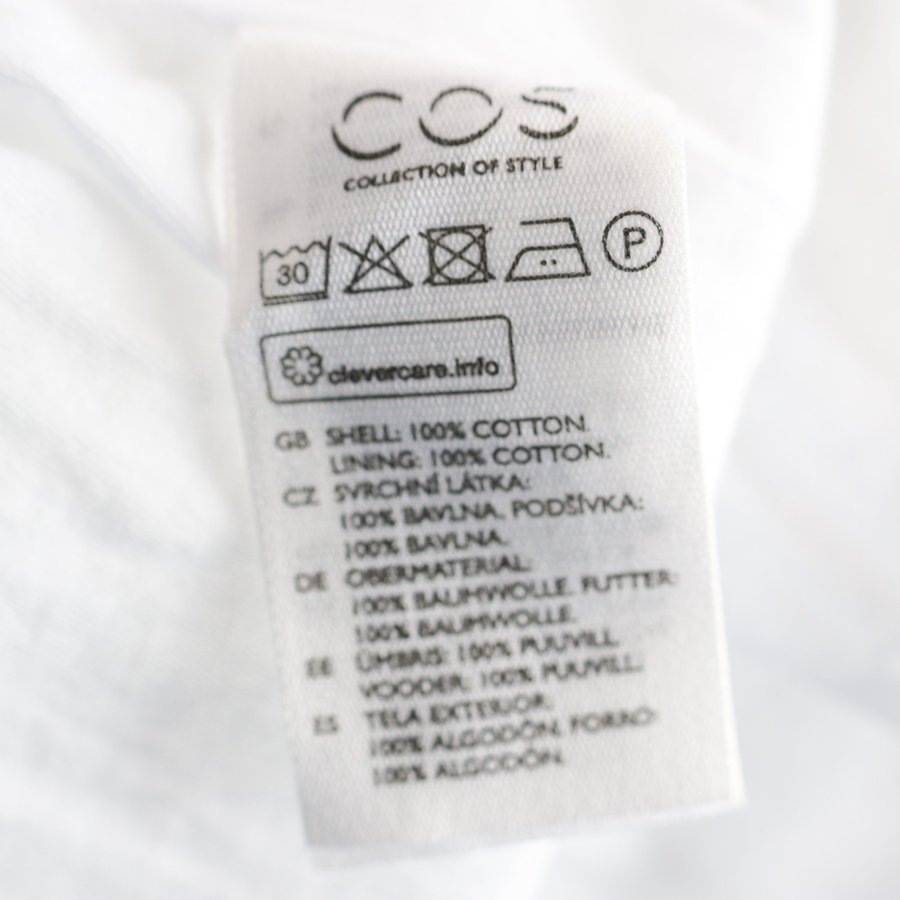 COS
COLLECTION OF STYLE
30 P
clevercare.info
GB SHELL: 100% COTTON.
LINING: 100% COTTON.
CZ SVRCHNÍ LÁTKA:
100% BAVLNA. PODŠÍVKA:
100% BAVLNA.
DE OBERMATERIAL:
100% BAUMWOLLE. FUTTER:
100% BAUMWOLLE.
EE ÜMBRIS: 100% PUUVILL.
VOODER: 100% PUUVILL.
ES TELA EXTERIOR:
100% ALGODÓN. FORRO:
100% ALGODÓN.